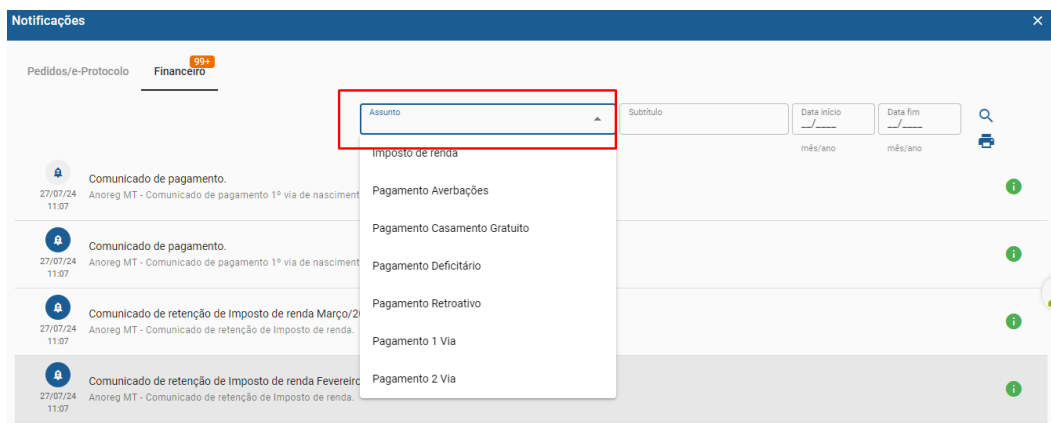 Notificações
99+
Pedidos/e-Protocolo Financeiro
Assunto
Subtítulo
Data início
__/____
mês/ano
Data fim
__/____
mês/ano
Imposto de renda
Pagamento Averbações
Pagamento Casamento Gratuito
Pagamento Deficitário
Pagamento Retroativo
Pagamento 1 Via
Pagamento 2 Via
Comunicado de pagamento.
27/07/24 Anoreg MT - Comunicado de pagamento 1º via de nasciment
11:07
Comunicado de pagamento.
27/07/24 Anoreg MT - Comunicado de pagamento 1º via de nasciment
11:07
Comunicado de retenção de Imposto de renda Março/20
27/07/24 Anoreg MT - Comunicado de retenção de Imposto de renda.
11:07
Comunicado de retenção de Imposto de renda Fevereiro
27/07/24 Anoreg MT - Comunicado de retenção de Imposto de renda.
11:07